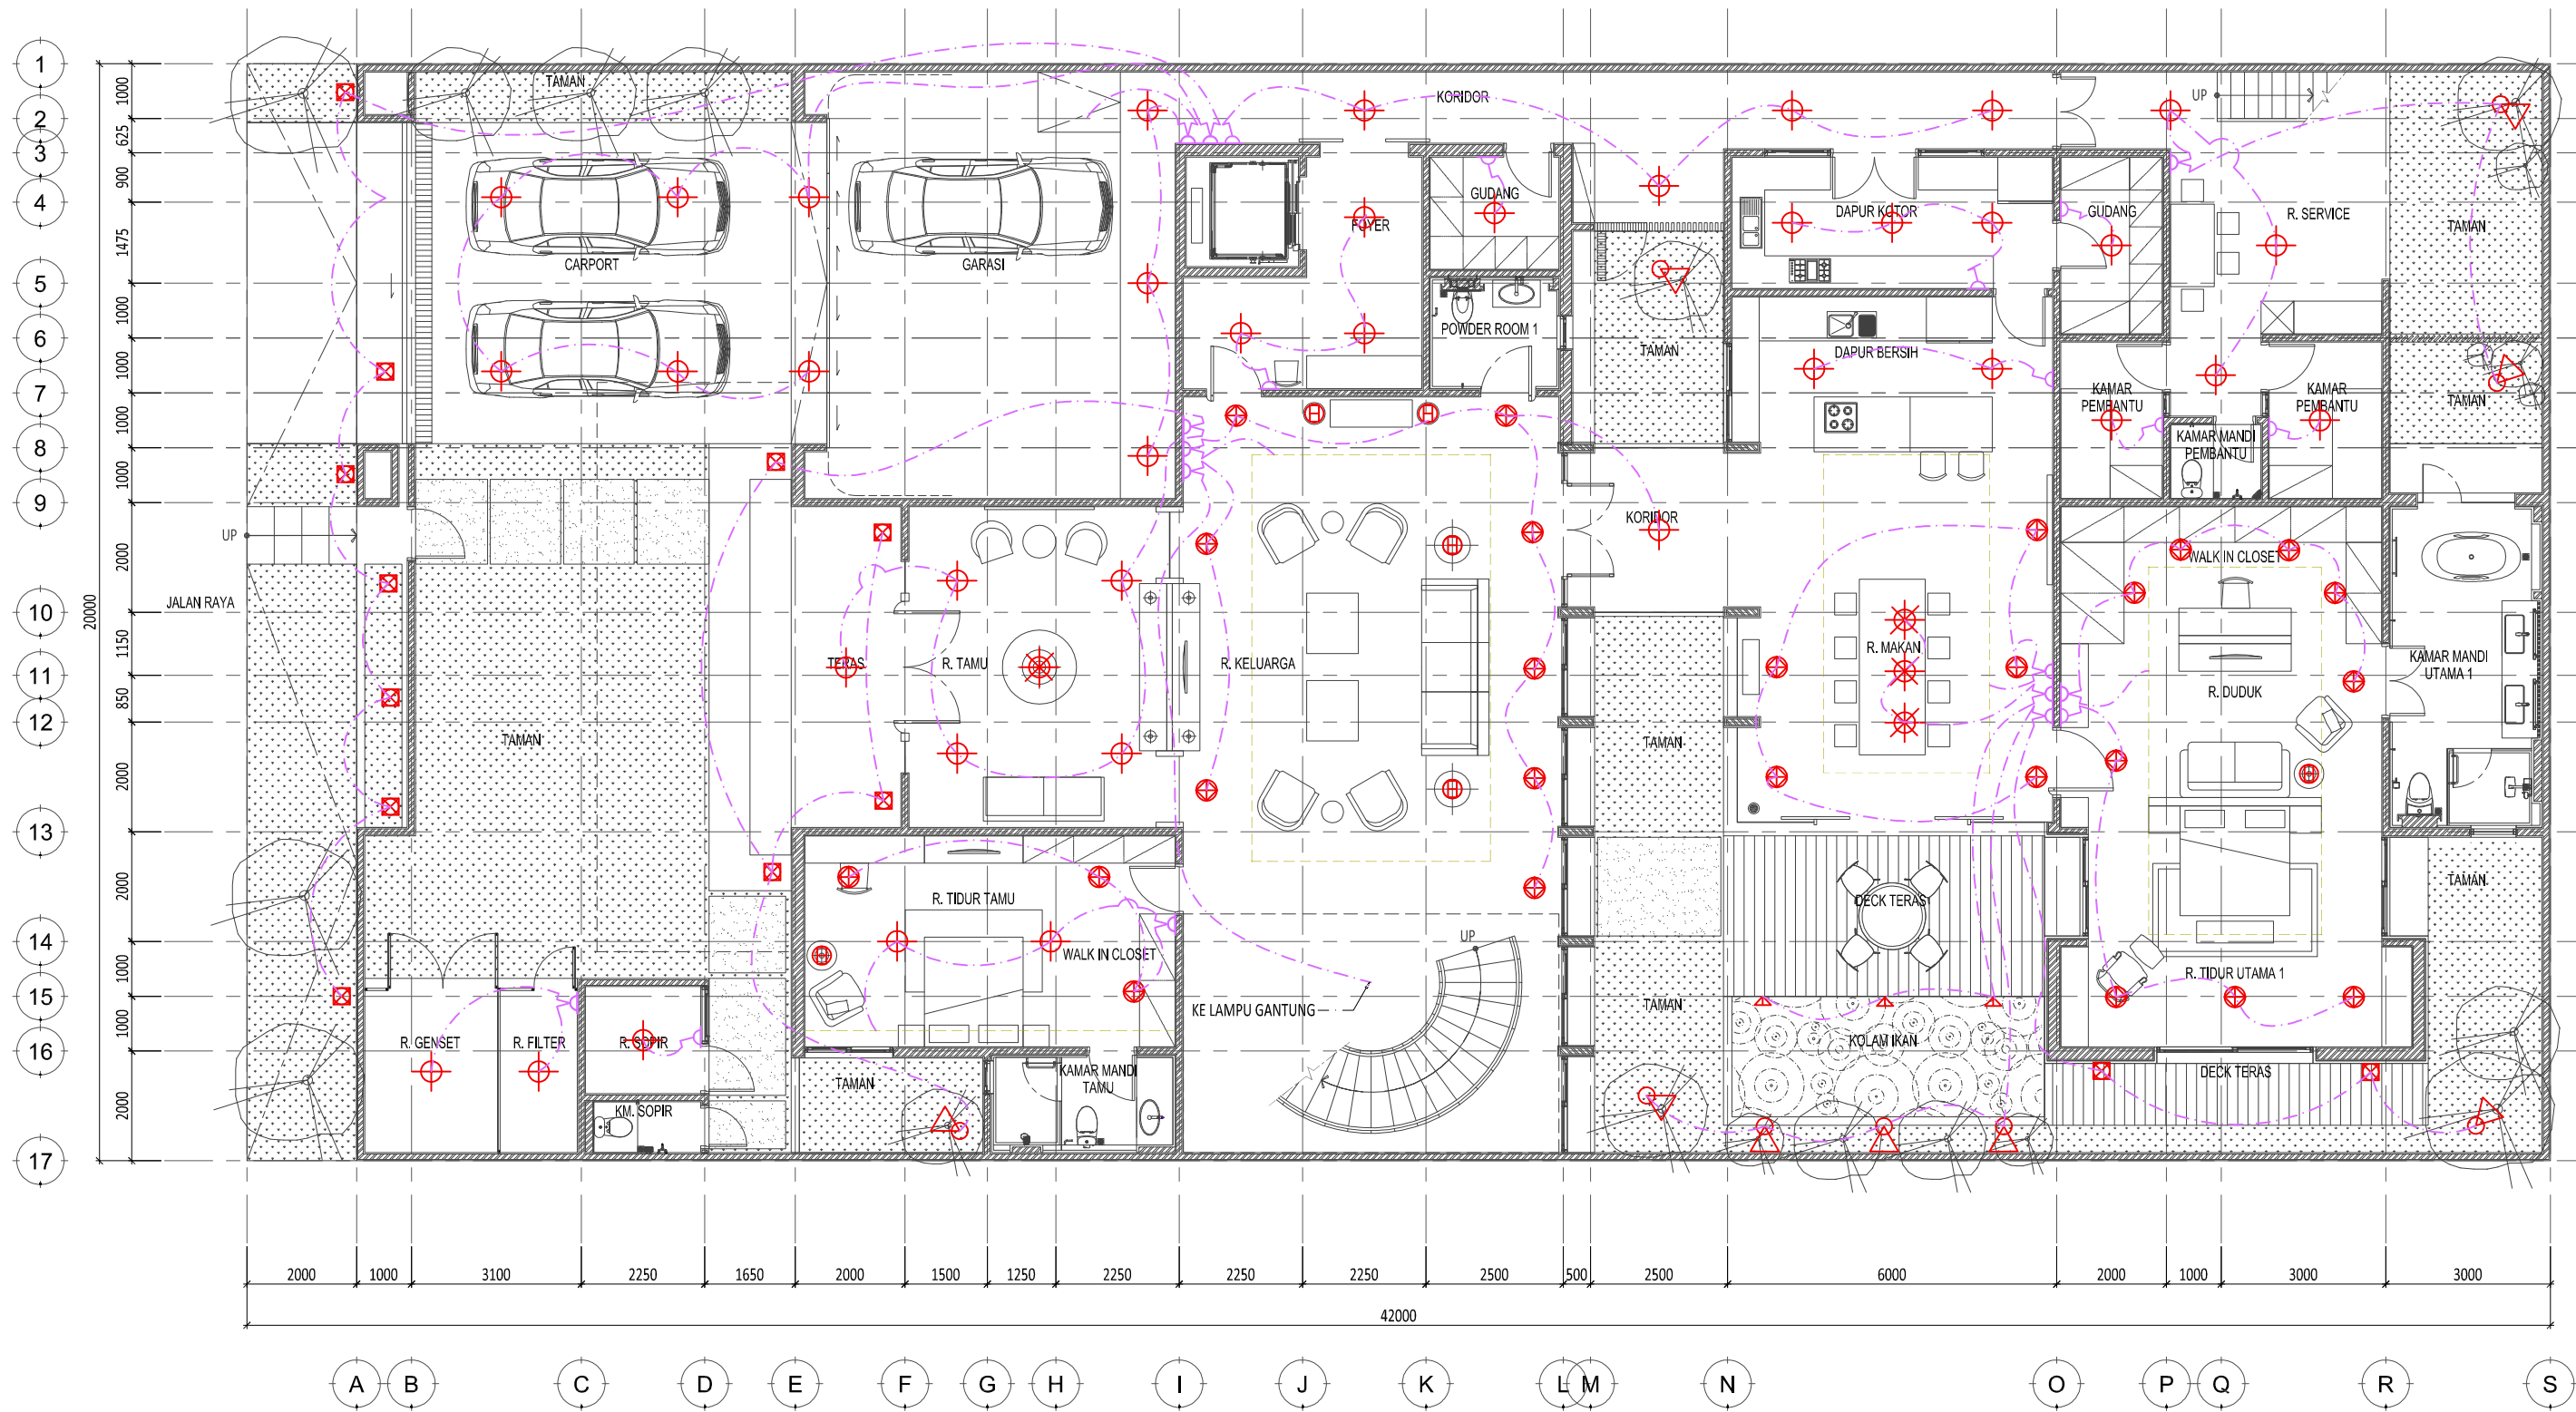 1
1000
TAMAN
2
625
3
900
4
1475
5
1000
6
1000
7
1000
8
1000
9
2000
10
1150
11
850
12
2000
13
2000
14
1000
15
1000
16
2000
17
20000
KORIDOR
UP
GUDANG
FOYER
DAPUR KOTOR
GUDANG
R. SERVICE
TAMAN
CARPORT
GARASI
POWDER ROOM 1
TAMAN
DAPUR BERSIH
KAMAR
PEMBANTU
KAMAR
PEMBANTU
TAMAN
KAMAR MANDI
PEMBANTU
UP
KORIDOR
WALK IN CLOSET
JALAN RAYA
TERAS
R. TAMU
R. KELUARGA
R. MAKAN
KAMAR MANDI
UTAMA 1
R. DUDUK
TAMAN
TAMAN
R. TIDUR TAMU
DECK TERAS
TAMAN
UP
WALK IN CLOSET
R. TIDUR UTAMA 1
KE LAMPU GANTUNG
TAMAN
R. GENSET
R. FILTER
R. SOPIR
KOLAM IKAN
TAMAN
KAMAR MANDI
TAMU
DECK TERAS
KM. SOPIR
2000
1000
3100
2250
1650
2000
1500
1250
2250
2250
2250
2500
500
2500
6000
2000
1000
3000
3000
42000
A
B
C
D
E
F
G
H
I
J
K
L
M
N
O
P
Q
R
S